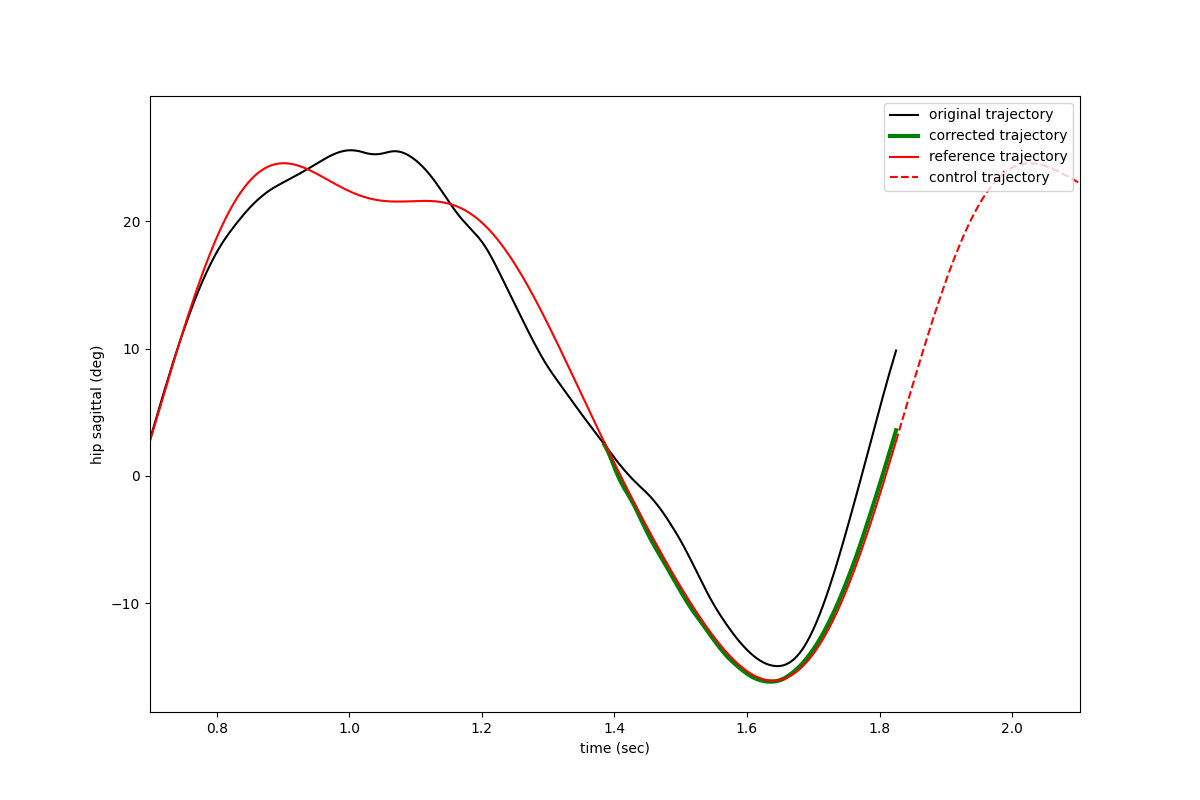 original trajectory
corrected trajectory
reference trajectory
control trajectory
20
10
0
−10
hip sagittal (deg)
0.8 1.0 1.2 1.4 1.6 1.8 2.0
time (sec)